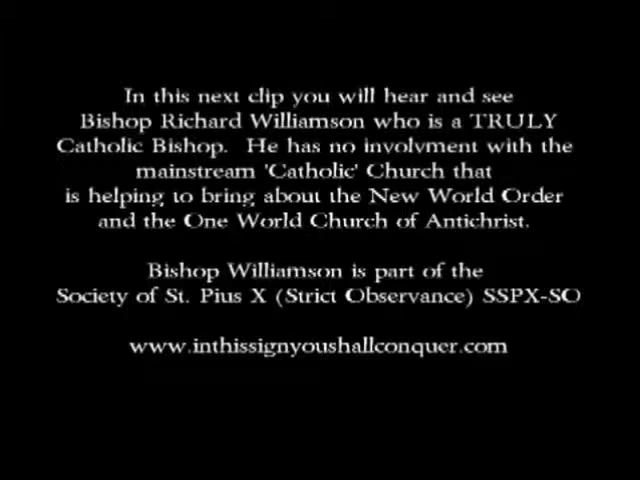 In this next clip you will hear and see
Bishop Richard Williamson who is a TRULY
Catholic Bishop. He has no involvment with the
mainstream 'Catholic' Church that
is helping to bring about the New World Order
and the One World Church of Antichrist.
Bishop Williamson is part of the
Society of St. Pius X (Strict Observance) SSPX-SO
www.inthissignyoushallconquer.com